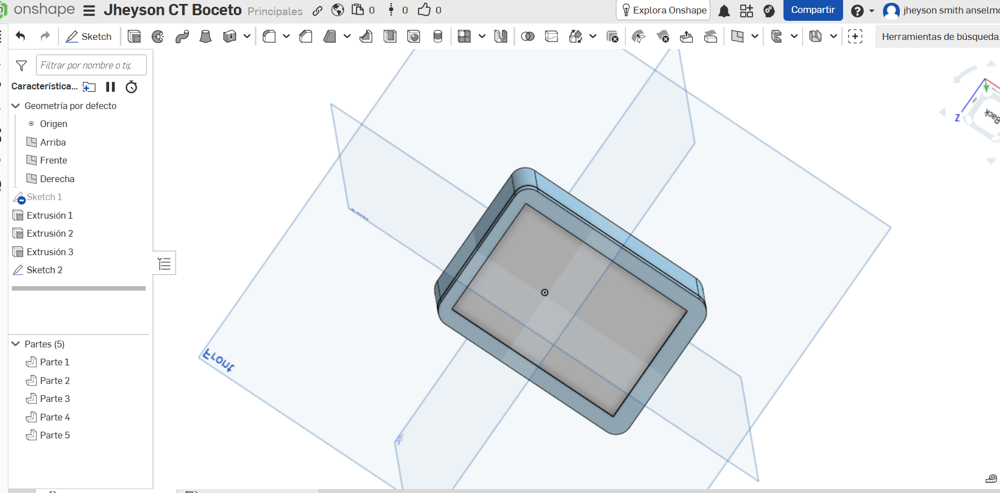 onshape Jheyson CT Boceto Principales 0 0 0 Explora Onshape Compartir jheyson smith anselmo
Sketch Herramientas de búsqueda.
Filtrar por nombre o tip
Característica...
Geometría por defecto
Origen
Arriba
Frente
Derecha
Sketch 1
Extrusión 1
Extrusión 2
Extrusión 3
Sketch 2
Partes (5)
Parte 1
Parte 2
Parte 3
Parte 4
Parte 5
Front
Y
Z
Back